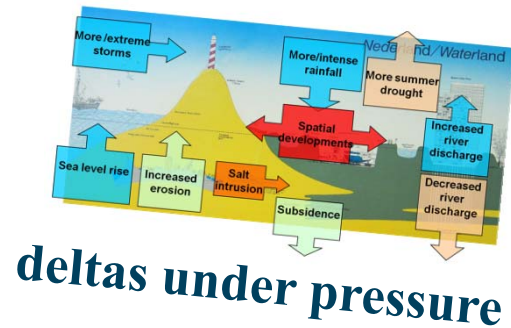 More /extreme
storms
Nederland/Waterland
More/intense
rainfall
More summer
drought
Spatial
developments
Increased
river
discharge
Sea level rise
Increased
erosion
Salt
intrusion
Decreased
river
discharge
Subsidence
deltas under pressure